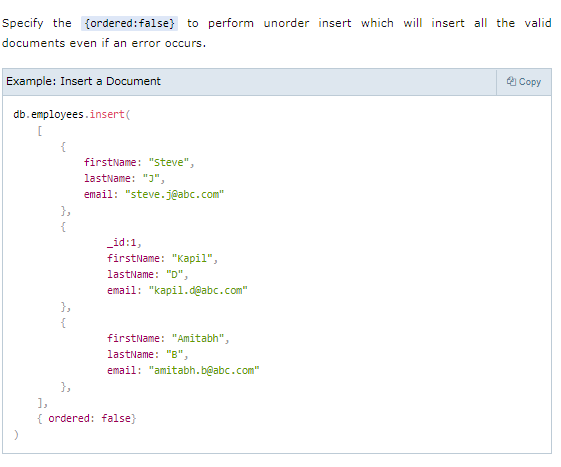 Specify the {ordered:false} to perform unorder insert which will insert all the valid
documents even if an error occurs.
Example: Insert a Document
Copy
db.employees.insert(
[
{
firstName: "Steve",
lastName: "J",
email: "steve.j@abc.com"
},
{
_id:1,
firstName: "Kapil",
lastName: "D",
email: "kapil.d@abc.com"
},
{
firstName: "Amitabh",
lastName: "B",
email: "amitabh.b@abc.com"
},
],
{ ordered: false}
)